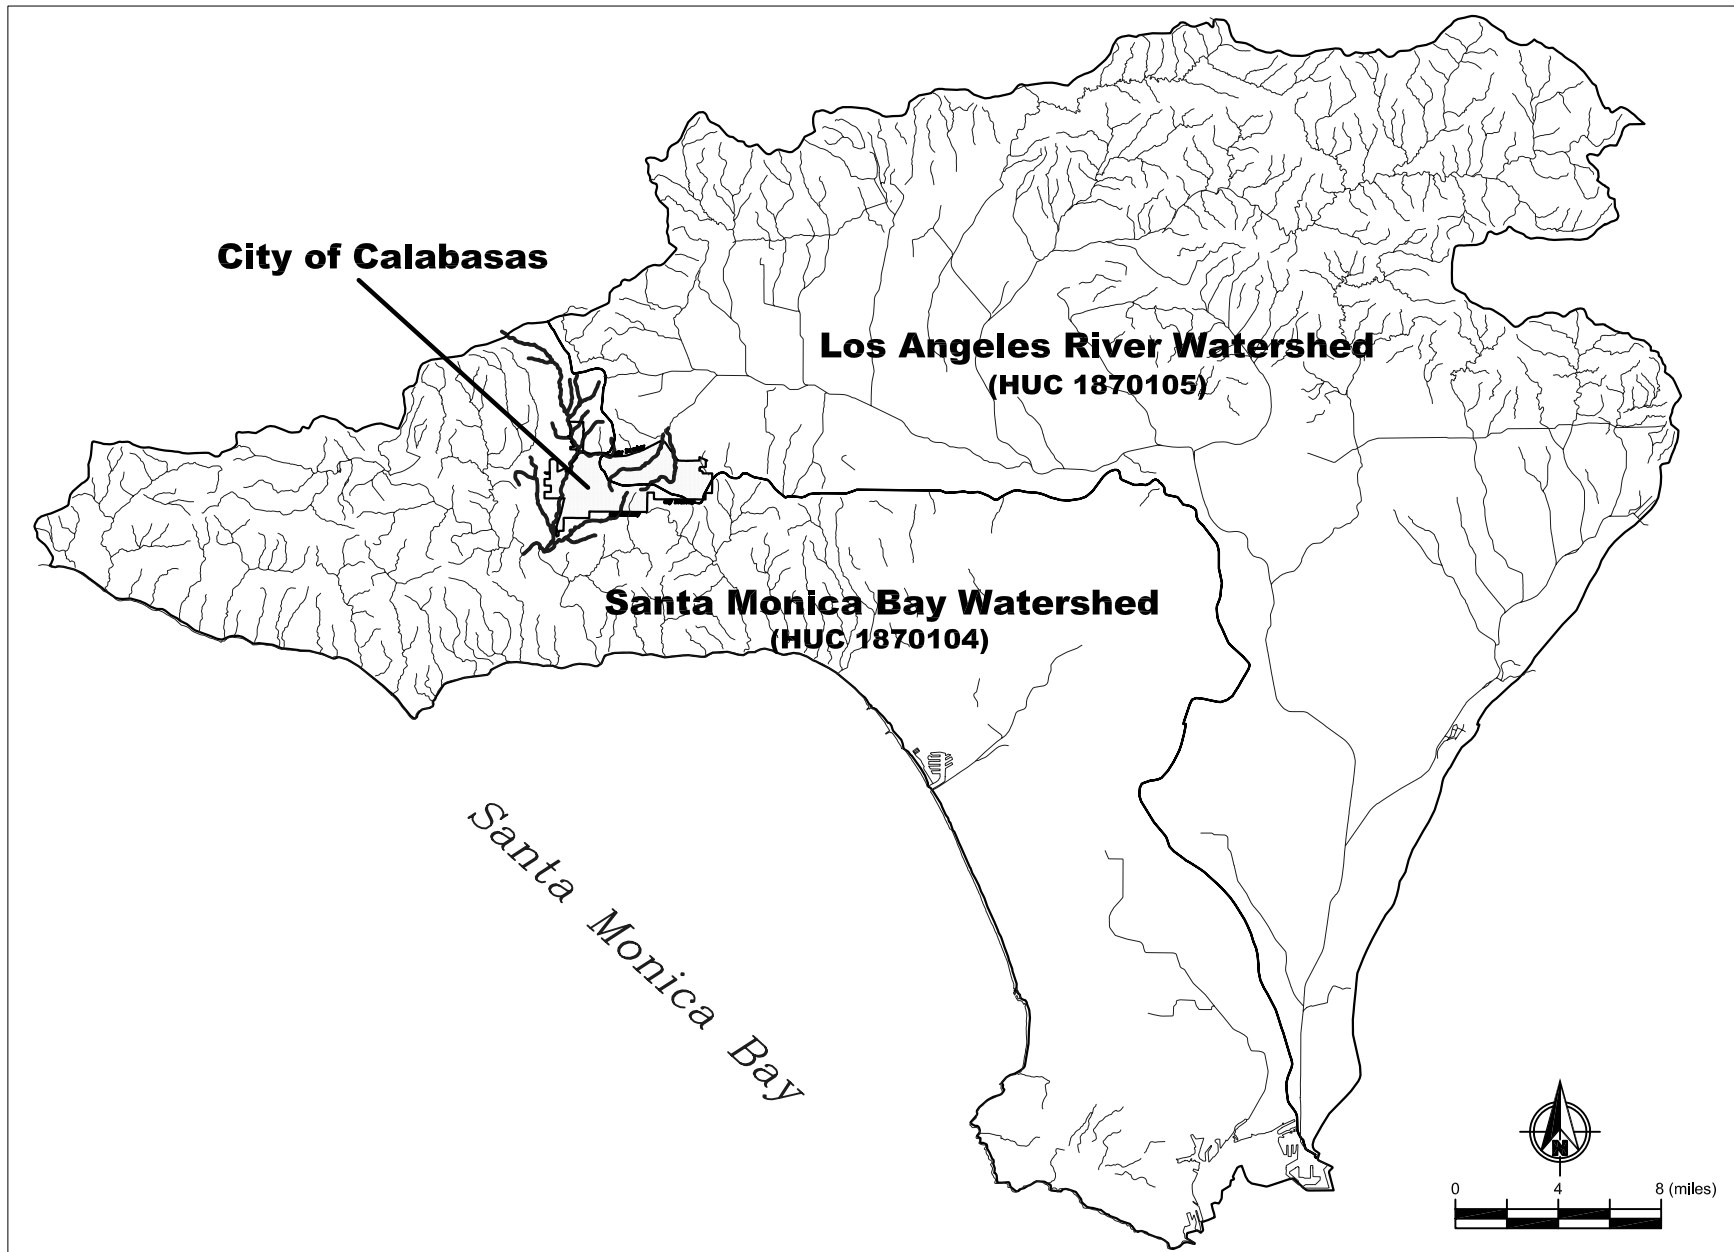 City of Calabasas
Los Angeles River Watershed
(HUC 1870105)
Santa Monica Bay Watershed
(HUC 1870104)
Santa Monica Bay
N
0 4 8 (miles)